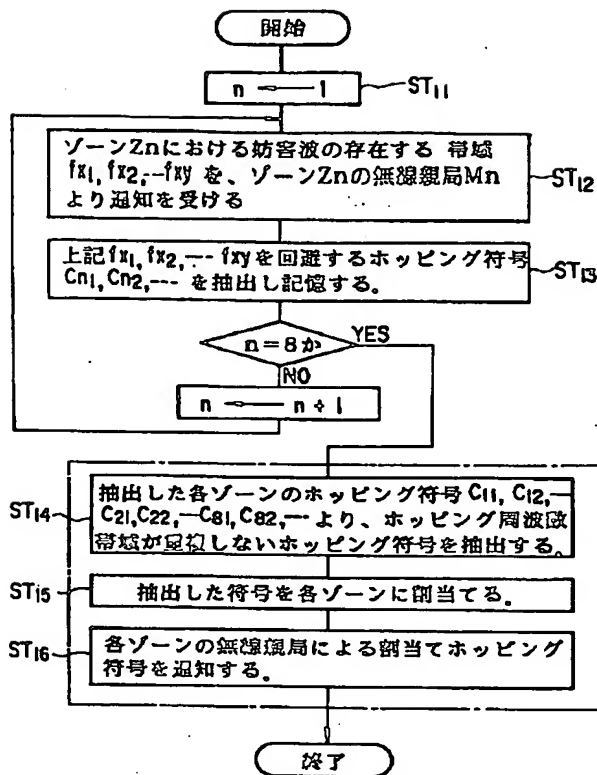 開始
n ← 1
ST11
ゾーンZnにおける妨害波の存在する 帯域
fx1, fx2,--fxy を、ゾーンZnの無線親局Mn
より通知を受ける
ST12
上記fx1, fx2,--- fxyを回避するホッピング符号
Cn1, Cn2,--- を抽出し記憶する。
ST13
n=8か
YES
NO
n ← n + 1
抽出した各ゾーンのホッピング符号C11, C12,--
C21,C22,--C81,C82,-- より、ホッピング周波数
帯域が重複しないホッピング符号を抽出する。
ST14
抽出した符号を各ゾーンに割当てる。
ST15
各ゾーンの無線親局による割当てホッピング
符号を通知する。
ST16
終了